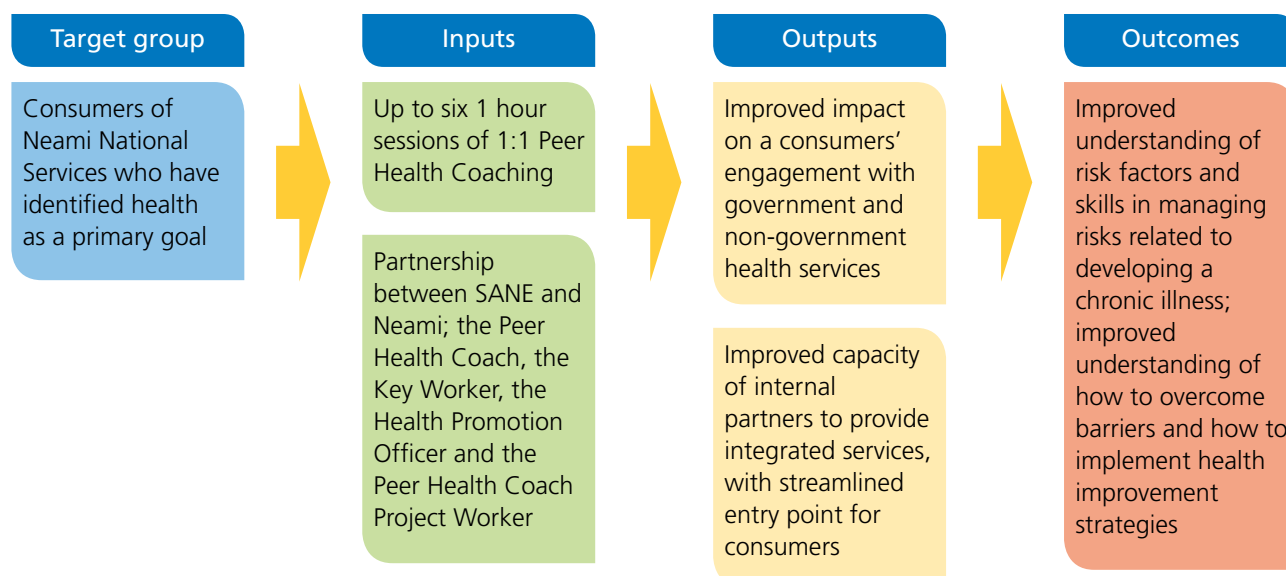 Target group
Consumers of
Neami National
Services who have
identified health
as a primary goal
Inputs
Up to six 1 hour
sessions of 1:1 Peer
Health Coaching
Partnership
between SANE and
Neami; the Peer
Health Coach, the
Key Worker, the
Health Promotion
Officer and the
Peer Health Coach
Project Worker
Outputs
Improved impact
on a consumers’
engagement with
government and
non-government
health services
Improved capacity
of internal
partners to provide
integrated services,
with streamlined
entry point for
consumers
Outcomes
Improved
understanding of
risk factors and
skills in managing
risks related to
developing a
chronic illness;
improved
understanding of
how to overcome
barriers and how to
implement health
improvement
strategies